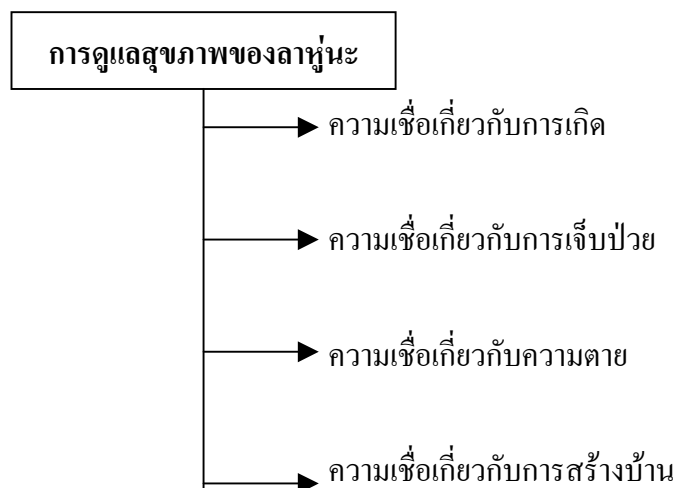 การดูแลสุขภาพของลาหู่นะ
ความเชื่อเกี่ยวกับการเกิด
ความเชื่อเกี่ยวกับการเจ็บป่วย
ความเชื่อเกี่ยวกับความตาย
ความเชื่อเกี่ยวกับการสร้างบ้าน